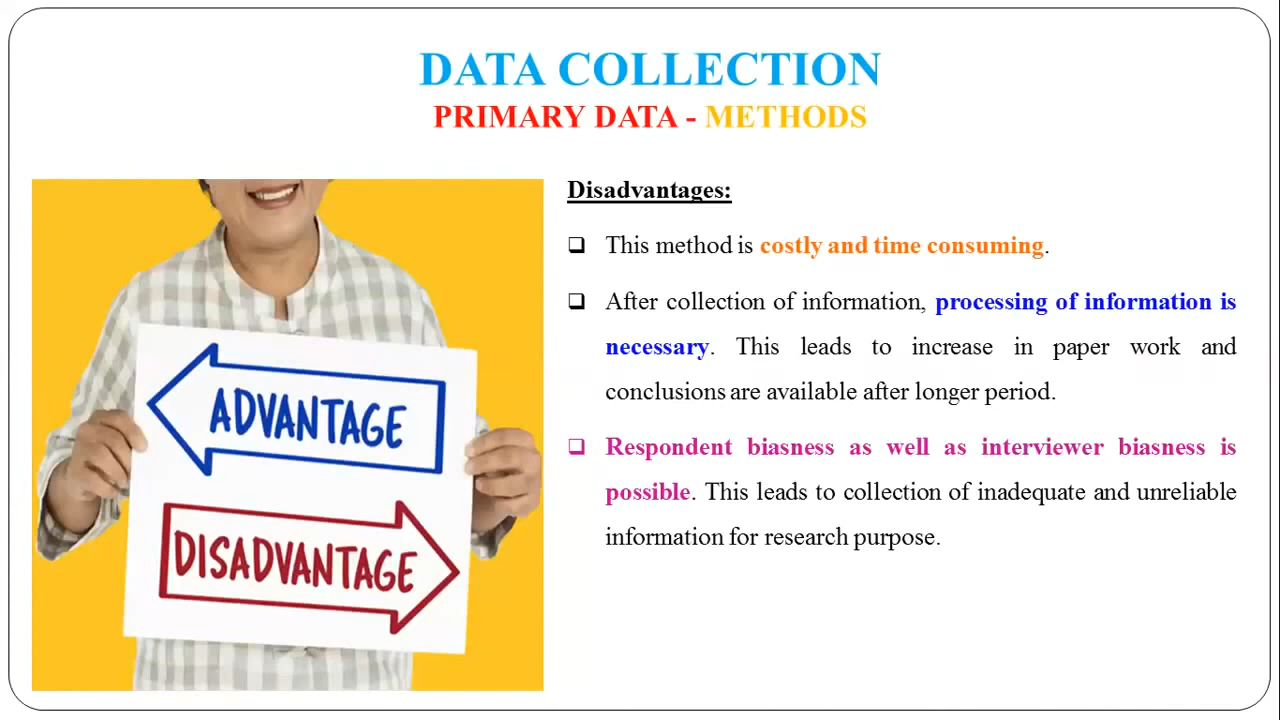 DATA COLLECTION
PRIMARY DATA - METHODS
ADVANTAGE
DISADVANTAGE
Disadvantages:
This method is costly and time consuming.
After collection of information, processing of information is
necessary. This leads to increase in paper work and
conclusions are available after longer period.
Respondent biasness as well as interviewer biasness is
possible. This leads to collection of inadequate and unreliable
information for research purpose.